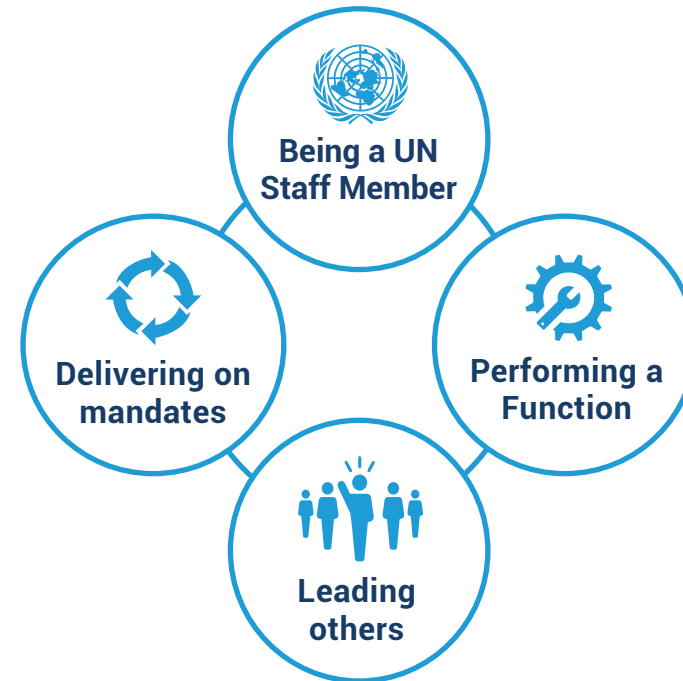 Being a UN
Staff Member
Delivering on
mandates
Performing a
Function
Leading
others